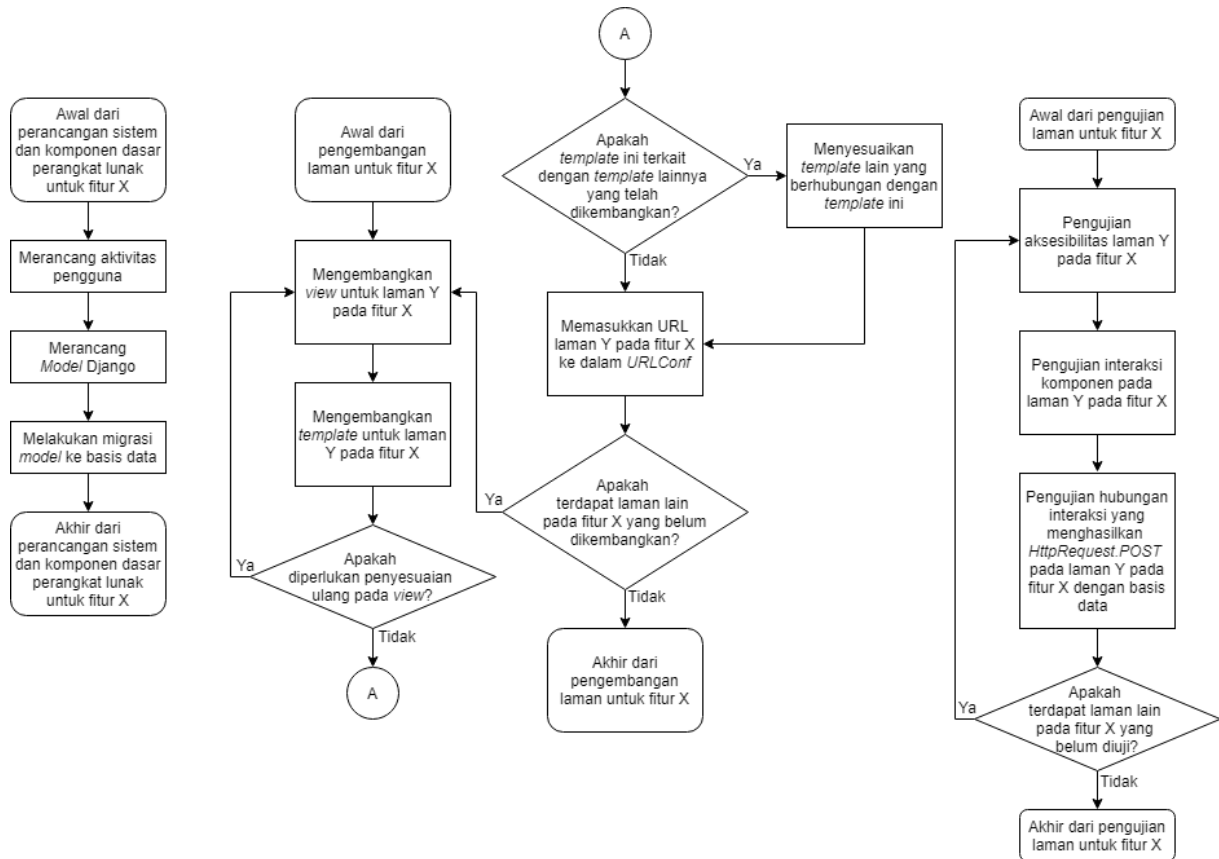 Awal dari
perancangan sistem
dan komponen dasar
perangkat lunak
untuk fitur X
Merancang aktivitas
pengguna
Merancang
Model Django
Melakukan migrasi
model ke basis data
Akhir dari
perancangan sistem
dan komponen dasar
perangkat lunak
untuk fitur X
Awal dari
pengembangan
laman untuk fitur X
Mengembangkan
view untuk laman Y
pada fitur X
Mengembangkan
template untuk laman
Y pada fitur X
Apakah
diperlukan penyesuaian
ulang pada view?
Ya
Tidak
A
A
Apakah
template ini terkait
dengan template lainnya
yang telah
dikembangkan?
Ya
Menyesuaikan
template lain yang
berhubungan dengan
template ini
Tidak
Memasukkan URL
laman Y pada fitur X
ke dalam URLConf
Apakah
terdapat laman lain
pada fitur X yang belum
dikembangkan?
Ya
Tidak
Akhir dari
pengembangan
laman untuk fitur X
Awal dari pengujian
laman untuk fitur X
Pengujian
aksesibilitas laman Y
pada fitur X
Pengujian interaksi
komponen pada
laman Y pada fitur X
Pengujian hubungan
interaksi yang
menghasilkan
HttpRequest.POST
pada laman Y pada
fitur X dengan basis
data
Apakah
terdapat laman lain
pada fitur X yang
belum diuji?
Ya
Tidak
Akhir dari pengujian
laman untuk fitur X